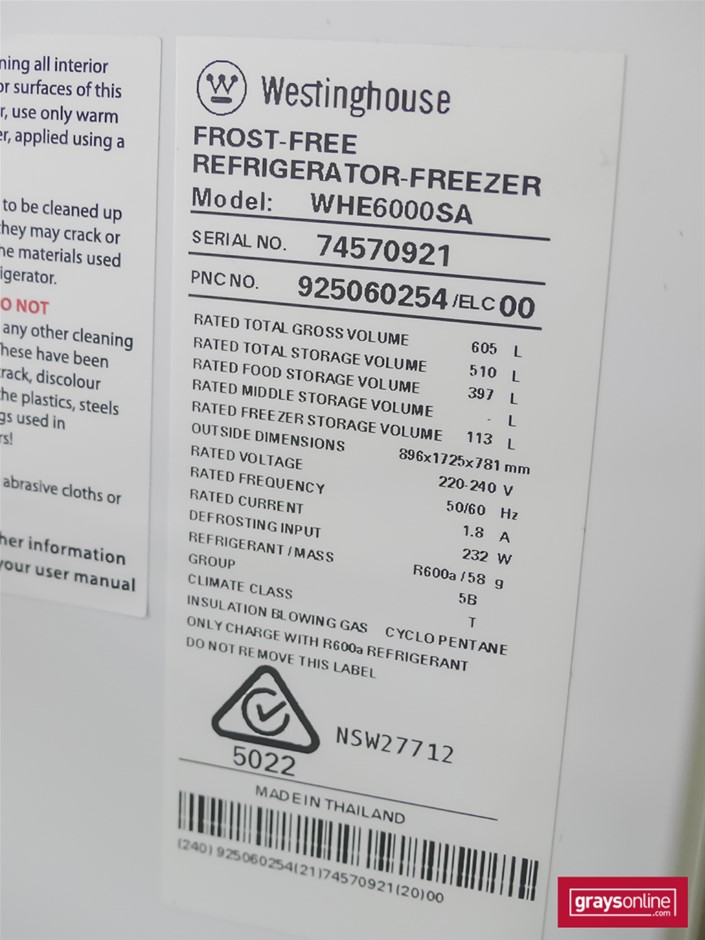 ning all interior
or surfaces of this
r, use only warm
er, applied using a
to be cleaned up
they may crack or
he materials used
igerator.
O NOT
any other cleaning
hese have been
rack, discolour
he plastics, steels
gs used in
rs!
abrasive cloths or
her information
your user manual
Westinghouse
FROST-FREE
REFRIGERATOR-FREEZER
Model: WHE6000SA
SERIAL NO. 74570921
PNC NO. 925060254 /ELC 00
RATED TOTAL GROSS VOLUME 605 L
RATED TOTAL STORAGE VOLUME 510 L
RATED FOOD STORAGE VOLUME 397 L
RATED MIDDLE STORAGE VOLUME - L
RATED FREEZER STORAGE VOLUME 113 L
OUTSIDE DIMENSIONS 896x1725x781 mm
RATED VOLTAGE 220-240 V
RATED FREQUENCY 50/60 Hz
RATED CURRENT 1.8 A
DEFROSTING INPUT 232 W
REFRIGERANT / MASS R600a / 58 g
GROUP 5B
CLIMATE CLASS T
INSULATION BLOWING GAS CYCLO PENTANE
ONLY CHARGE WITH R600a REFRIGERANT
DO NOT REMOVE THIS LABEL
NSW27712
5022
MADE IN THAILAND
(240) 925060254(21)74570921(20)00
graysonline
.com